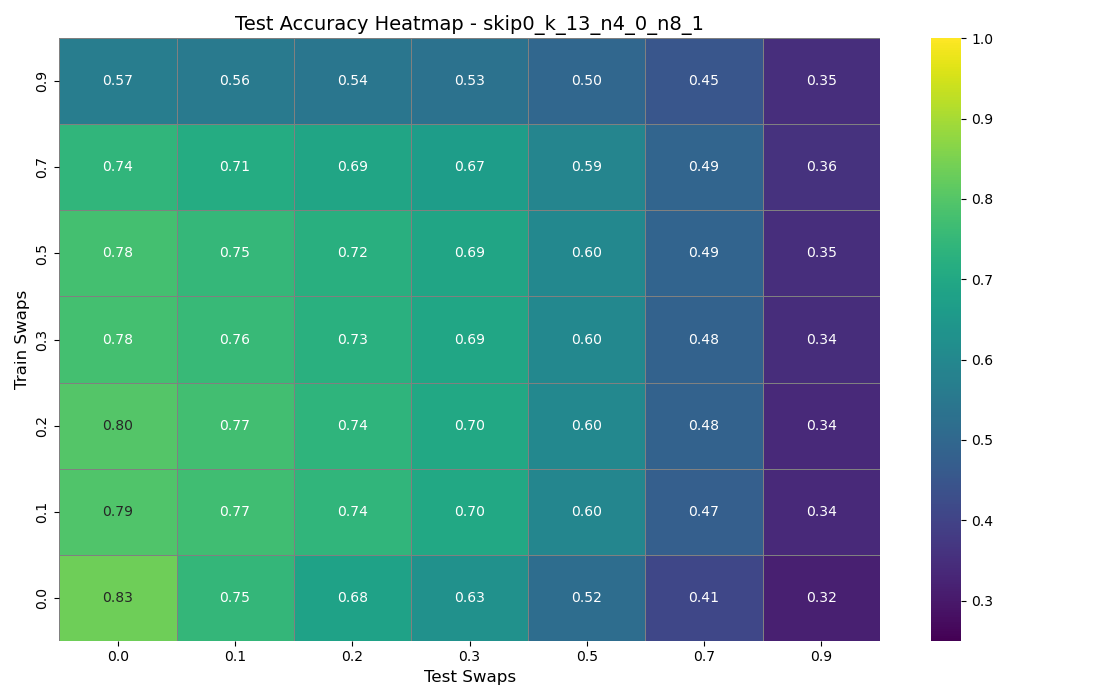 Test Accuracy Heatmap - skip0_k_13_n4_0_n8_1
Train Swaps
0.9 0.57 0.56 0.54 0.53 0.50 0.45 0.35
0.7 0.74 0.71 0.69 0.67 0.59 0.49 0.36
0.5 0.78 0.75 0.72 0.69 0.60 0.49 0.35
0.3 0.78 0.76 0.73 0.69 0.60 0.48 0.34
0.2 0.80 0.77 0.74 0.70 0.60 0.48 0.34
0.1 0.79 0.77 0.74 0.70 0.60 0.47 0.34
0.0 0.83 0.75 0.68 0.63 0.52 0.41 0.32
0.0 0.1 0.2 0.3 0.5 0.7 0.9
Test Swaps
1.0
0.9
0.8
0.7
0.6
0.5
0.4
0.3